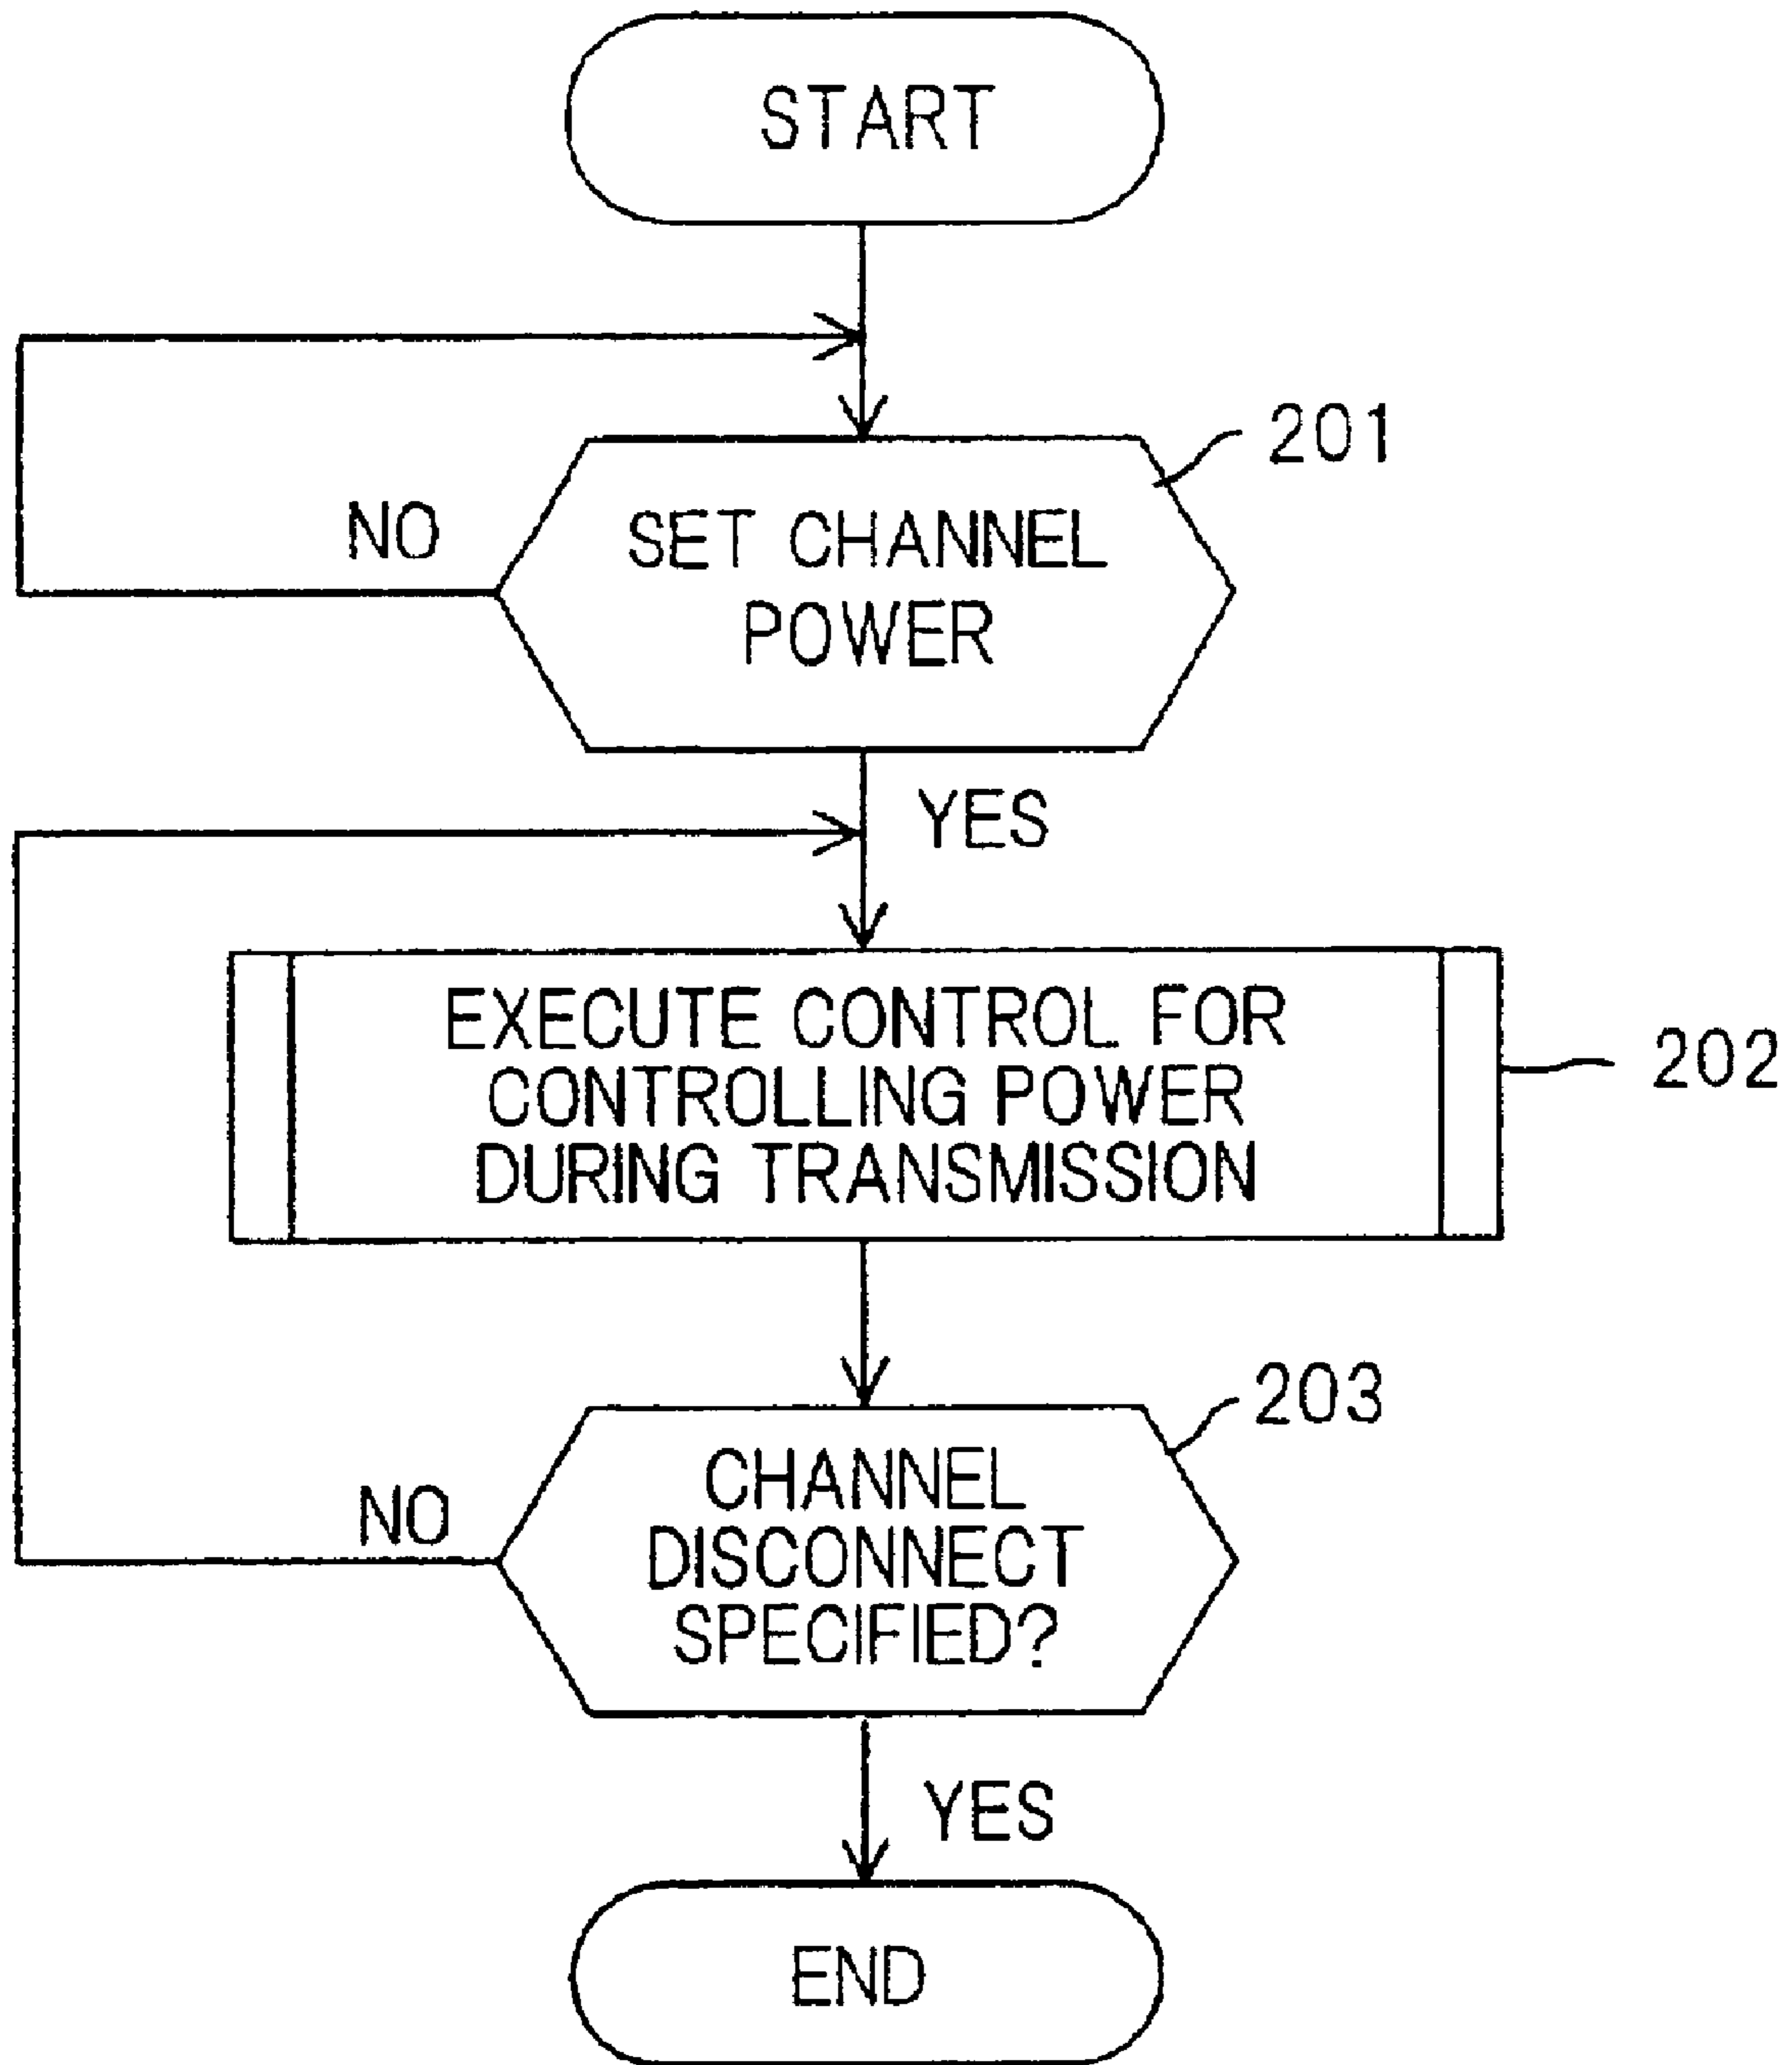 START
201
NO
SET CHANNEL
POWER
YES
EXECUTE CONTROL FOR
CONTROLLING POWER
DURING TRANSMISSION
202
203
NO
CHANNEL
DISCONNECT
SPECIFIED?
YES
END